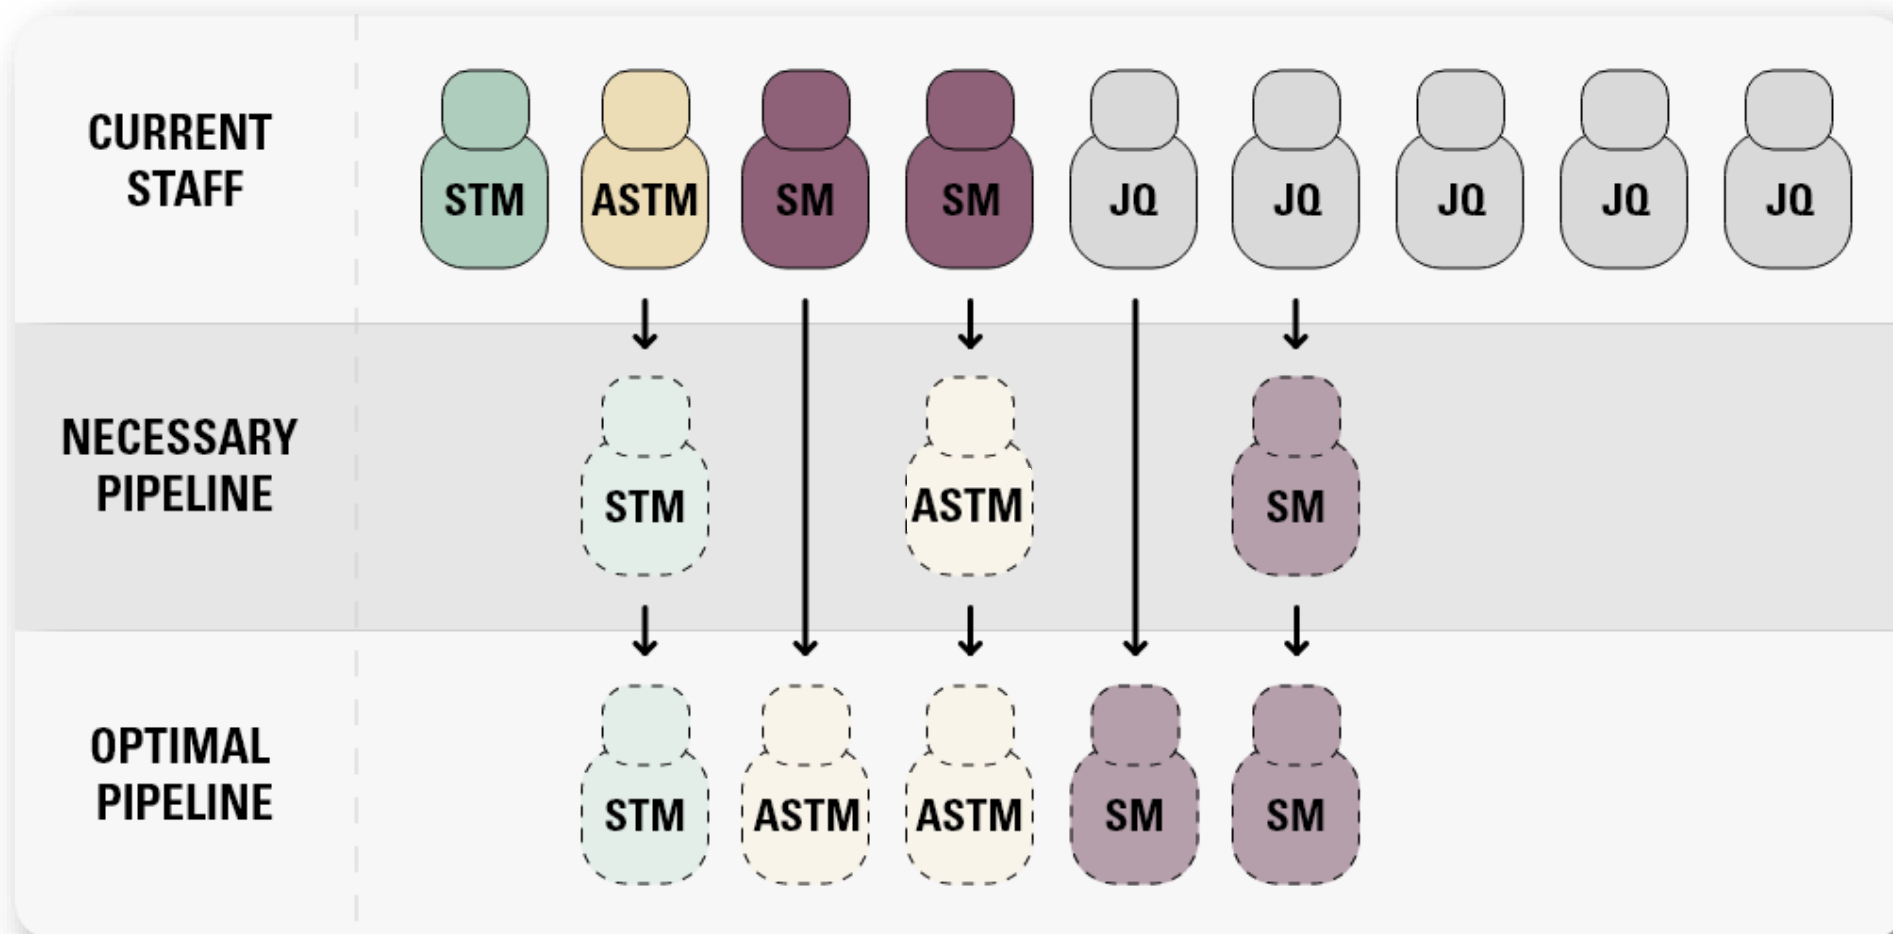 CURRENT
STAFF
STM ASTM SM SM JQ JQ JQ JQ JQ
NECESSARY
PIPELINE
STM ASTM SM
OPTIMAL
PIPELINE
STM ASTM ASTM SM SM